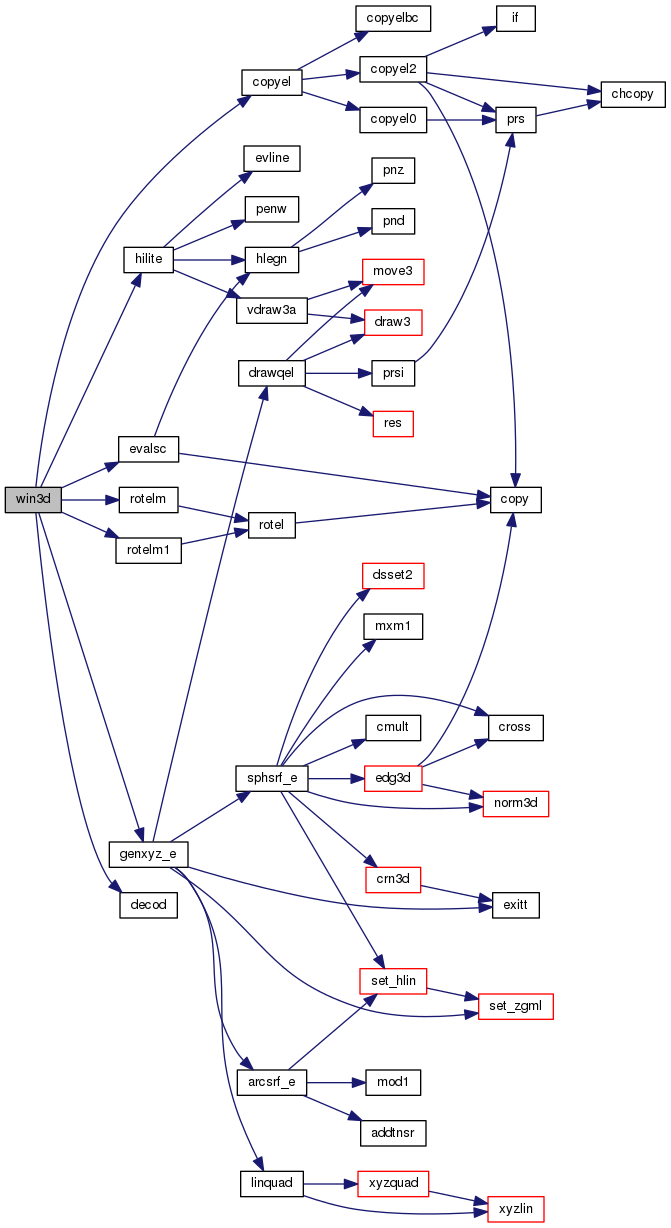 copyelbc
if
copyel
copyel2
chcopy
copyel0
prs
evline
pnz
penw
pnd
hilite
hlegn
move3
vdraw3a
draw3
drawqel
prsi
res
evalsc
win3d
rotelm
copy
rotel
rotelm1
dsset2
mxm1
cmult
cross
sphsrf_e
edg3d
norm3d
genxyz_e
crn3d
decod
exitt
set_hlin
set_zgml
arcsrf_e
mod1
addtnsr
linquad
xyzquad
xyzlin